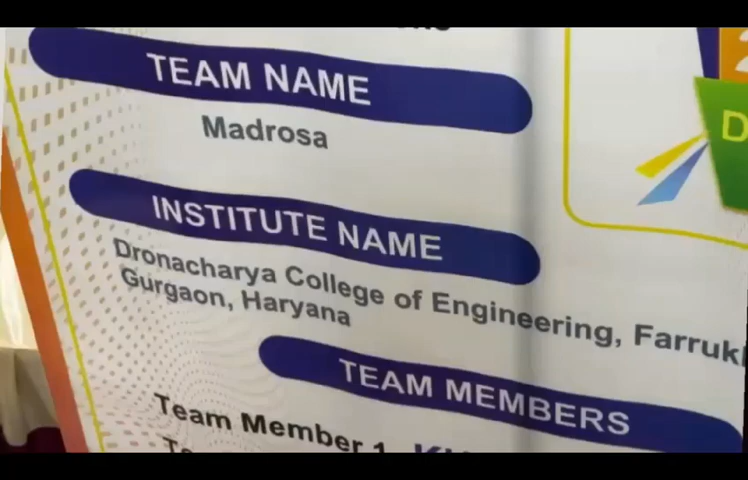 TEAM NAME
Madrosa
INSTITUTE NAME
Dronacharya College of Engineering,
Gurgaon, Haryana
TEAM MEMBERS
Team Member 1